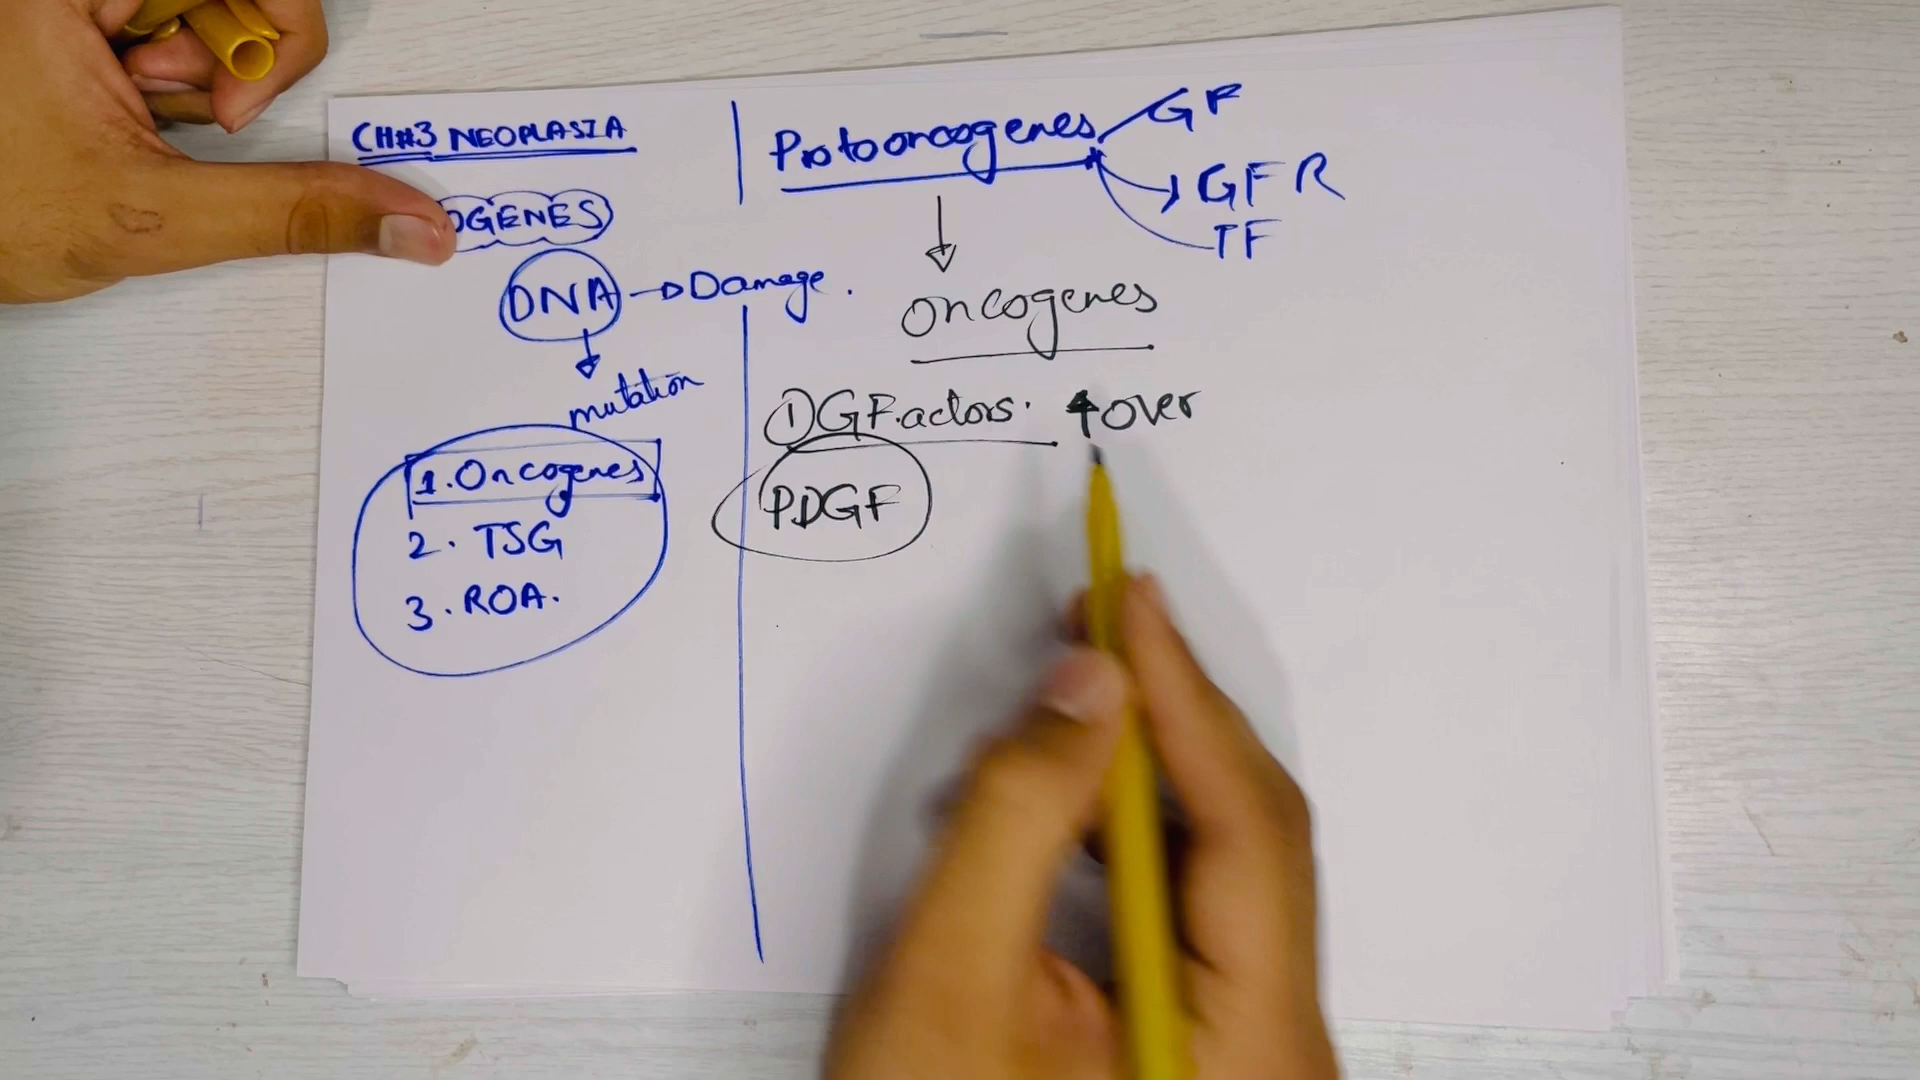 CH#3 NEOPLASIA
OGENES
DNA → Damage.
mutation
1. Oncogenes
2. TSG
3. ROA.
Protooncogenes
GF
GFR
TF
oncogenes
① G F.actors. ↑ over
PDGF